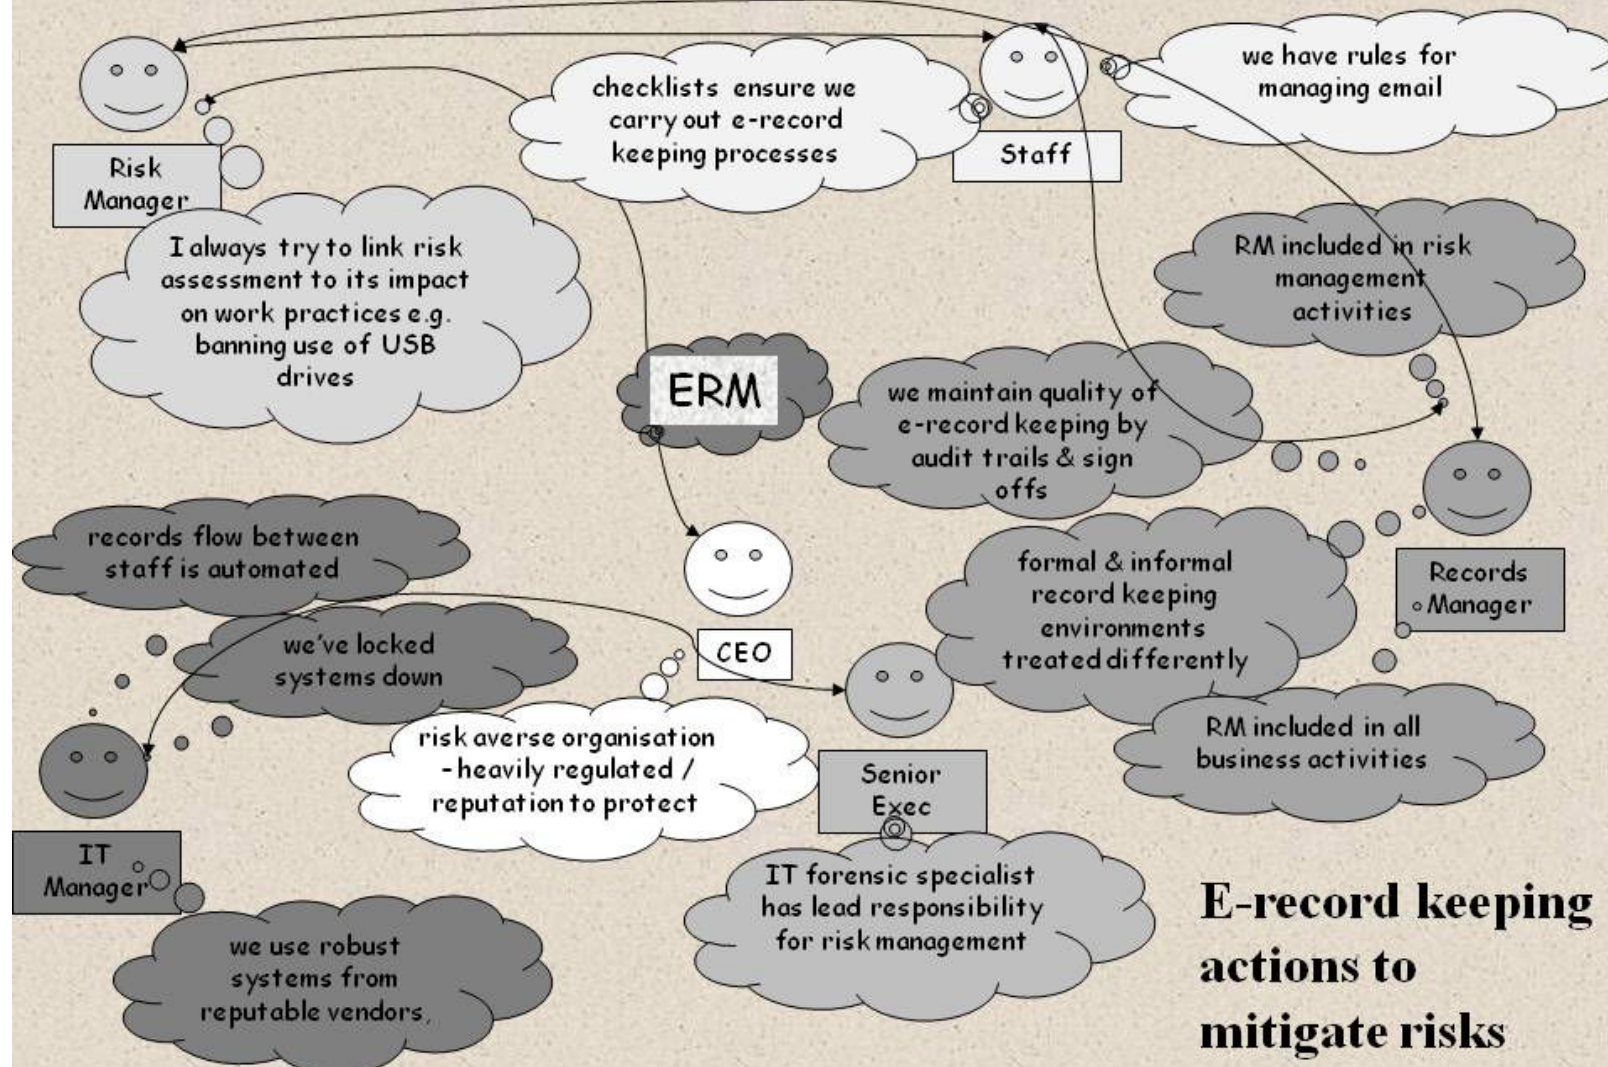 Risk
Manager
I always try to link risk
assessment to its impact
on work practices e.g.
banning use of USB
drives
checklists ensure we
carry out e-record
keeping processes
Staff
we have rules for
managing email
RM included in risk
management
activities
ERM
we maintain quality of
e-record keeping by
audit trails & sign
offs
records flow between
staff is automated
we've locked
systems down
CEO
risk averse organisation
- heavily regulated /
reputation to protect
formal & informal
record keeping
environments
treated differently
Records
Manager
RM included in all
business activities
Senior
Exec
IT forensic specialist
has lead responsibility
for risk management
IT
Manager
we use robust
systems from
reputable vendors,
E-record keeping
actions to
mitigate risks